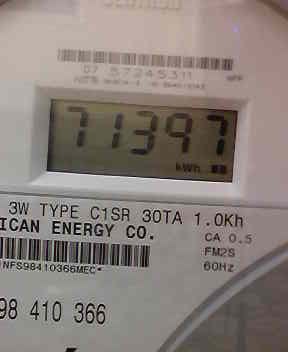 07 57245311
71397
kWh
3W TYPE C1SR 30TA 1.0Kh
ICAN ENERGY CO.
CA 0.5
FM2S
60Hz
NFS98410366MEC*
98 410 366